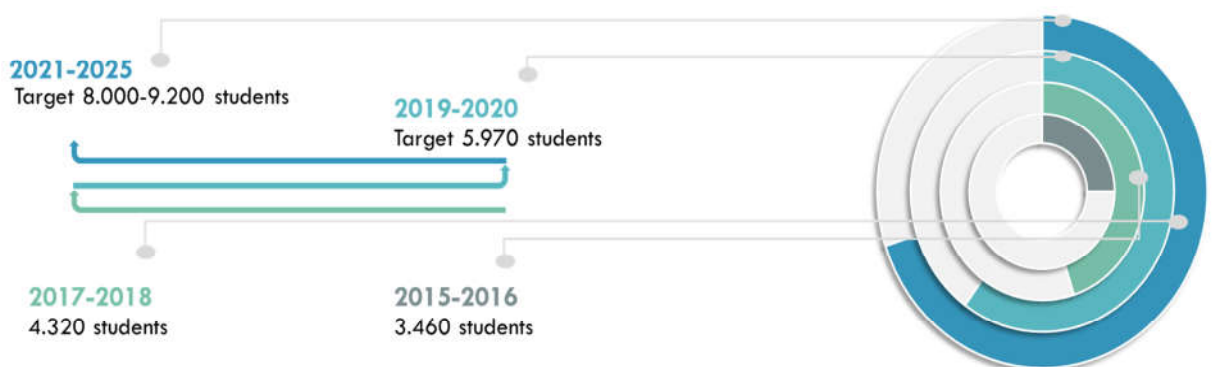 2021-2025
Target 8.000-9.200 students
2019-2020
Target 5.970 students
2017-2018
4.320 students
2015-2016
3.460 students